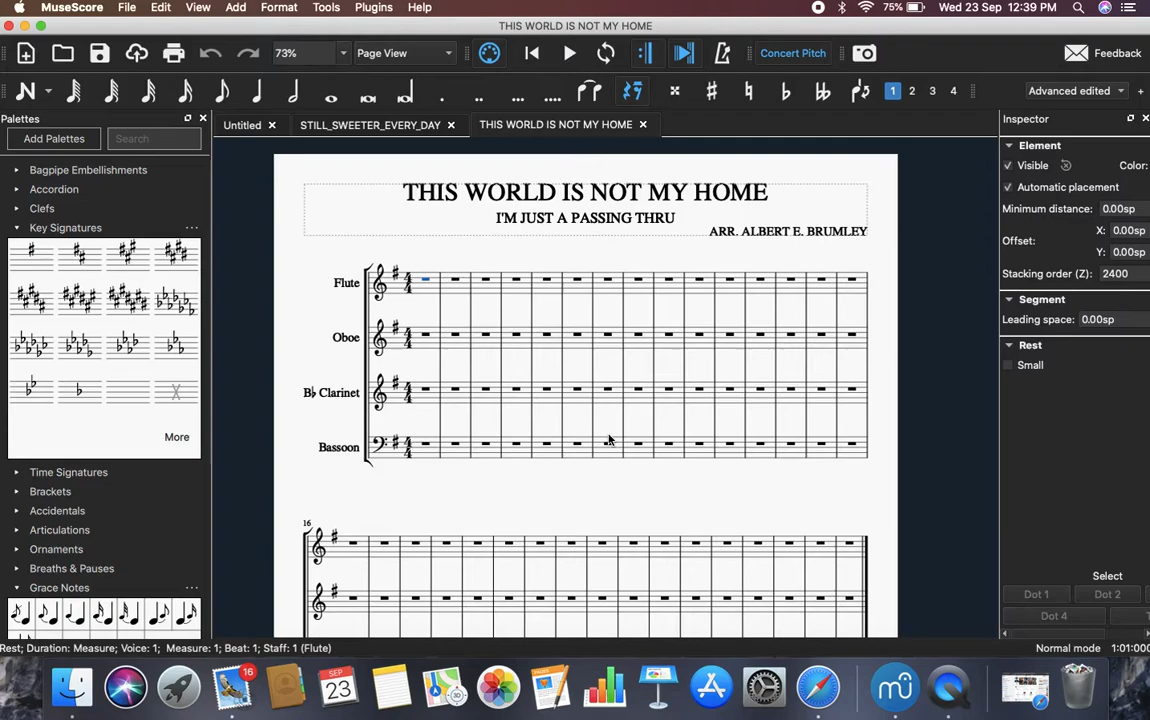 MuseScore File Edit View Add Format Tools Plugins Help 75% Wed 23 Sep 12:39 PM
THIS WORLD IS NOT MY HOME
73% Page View Concert Pitch Feedback
1 2 3 4 Advanced edited +
Palettes Untitled STILL_SWEETER_EVERY_DAY THIS WORLD IS NOT MY HOME Inspector
Add Palettes Search
Bagpipe Embellishments
Accordion
Clefs
Key Signatures
More
Time Signatures
Brackets
Accidentals
Articulations
Ornaments
Breaths & Pauses
Grace Notes
THIS WORLD IS NOT MY HOME
I'M JUST A PASSING THRU
ARR. ALBERT E. BRUMLEY
Flute
Oboe
B♭ Clarinet
Bassoon
16
Element
Visible Color:
Automatic placement
Minimum distance: 0.00sp
X: 0.00sp
Offset:
Y: 0.00sp
Stacking order (Z): 2400
Segment
Leading space: 0.00sp
Rest
Small
Select
Dot 1 Dot 2
Dot 4
Rest; Duration: Measure; Voice: 1; Measure: 1; Beat: 1; Staff: 1 (Flute) Normal mode 1:01:000
16
SEP
23